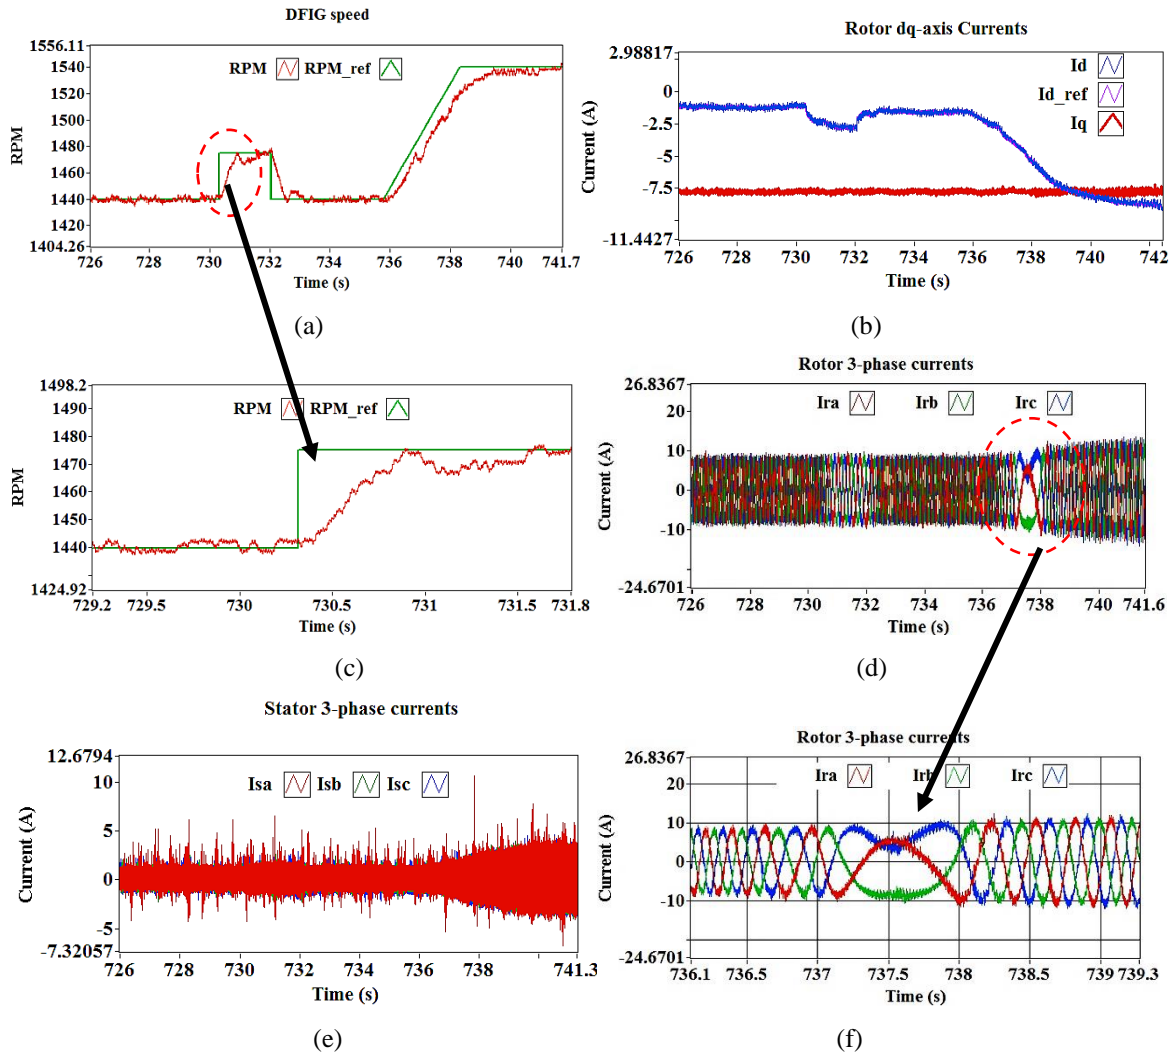 DFIG speed
1556.11
1540
1520
1500
1480
1460
1440
1420
1404.26
RPM
RPM RPM_ref
726 728 730 732 734 736 738 740 741.7
Time (s)
(a)
Rotor dq-axis Currents
2.98817
0
-2.5
-5
-7.5
-11.4427
Current (A)
Id
Id_ref
Iq
726 728 730 732 734 736 738 740 742
Time (s)
(b)
1498.2
1490
1480
1470
1460
1450
1440
1424.92
RPM
RPM RPM_ref
729.2 729.5 730 730.5 731 731.5 731.8
Time (s)
(c)
Rotor 3-phase currents
26.8367
20
10
0
-10
-24.6701
Current (A)
Ira Irb Irc
726 728 730 732 734 736 738 740 741.6
Time (s)
(d)
Stator 3-phase currents
12.6794
10
5
0
-5
-7.32057
Current (A)
Isa Isb Isc
726 728 730 732 734 736 738 741.3
Time (s)
(e)
Rotor 3-phase currents
26.8367
20
10
0
-10
-24.6701
Current (A)
Ira Irb Irc
736.1 736.5 737 737.5 738 738.5 739 739.3
Time (s)
(f)